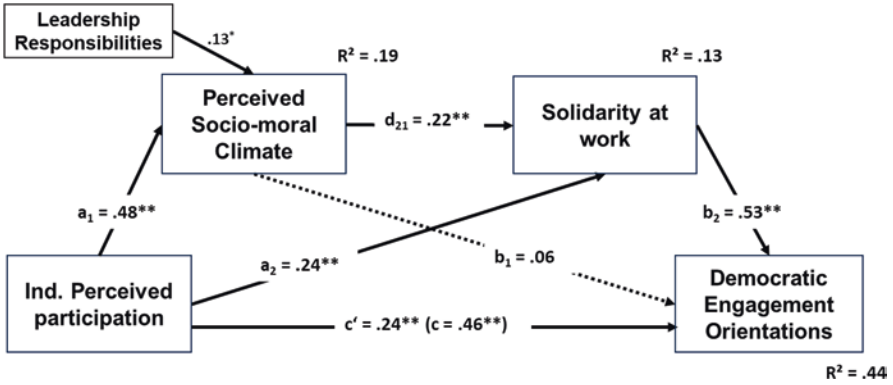 Leadership
Responsibilities
.13*
R² = .19
R² = .13
Perceived
Socio-moral
Climate
d₂₁ = .22**
Solidarity at
work
a₁ = .48**
b₂ = .53**
a₂ = .24**
b₁ = .06
Ind. Perceived
participation
c‘ = .24** (c = .46**)
Democratic
Engagement
Orientations
R² = .44